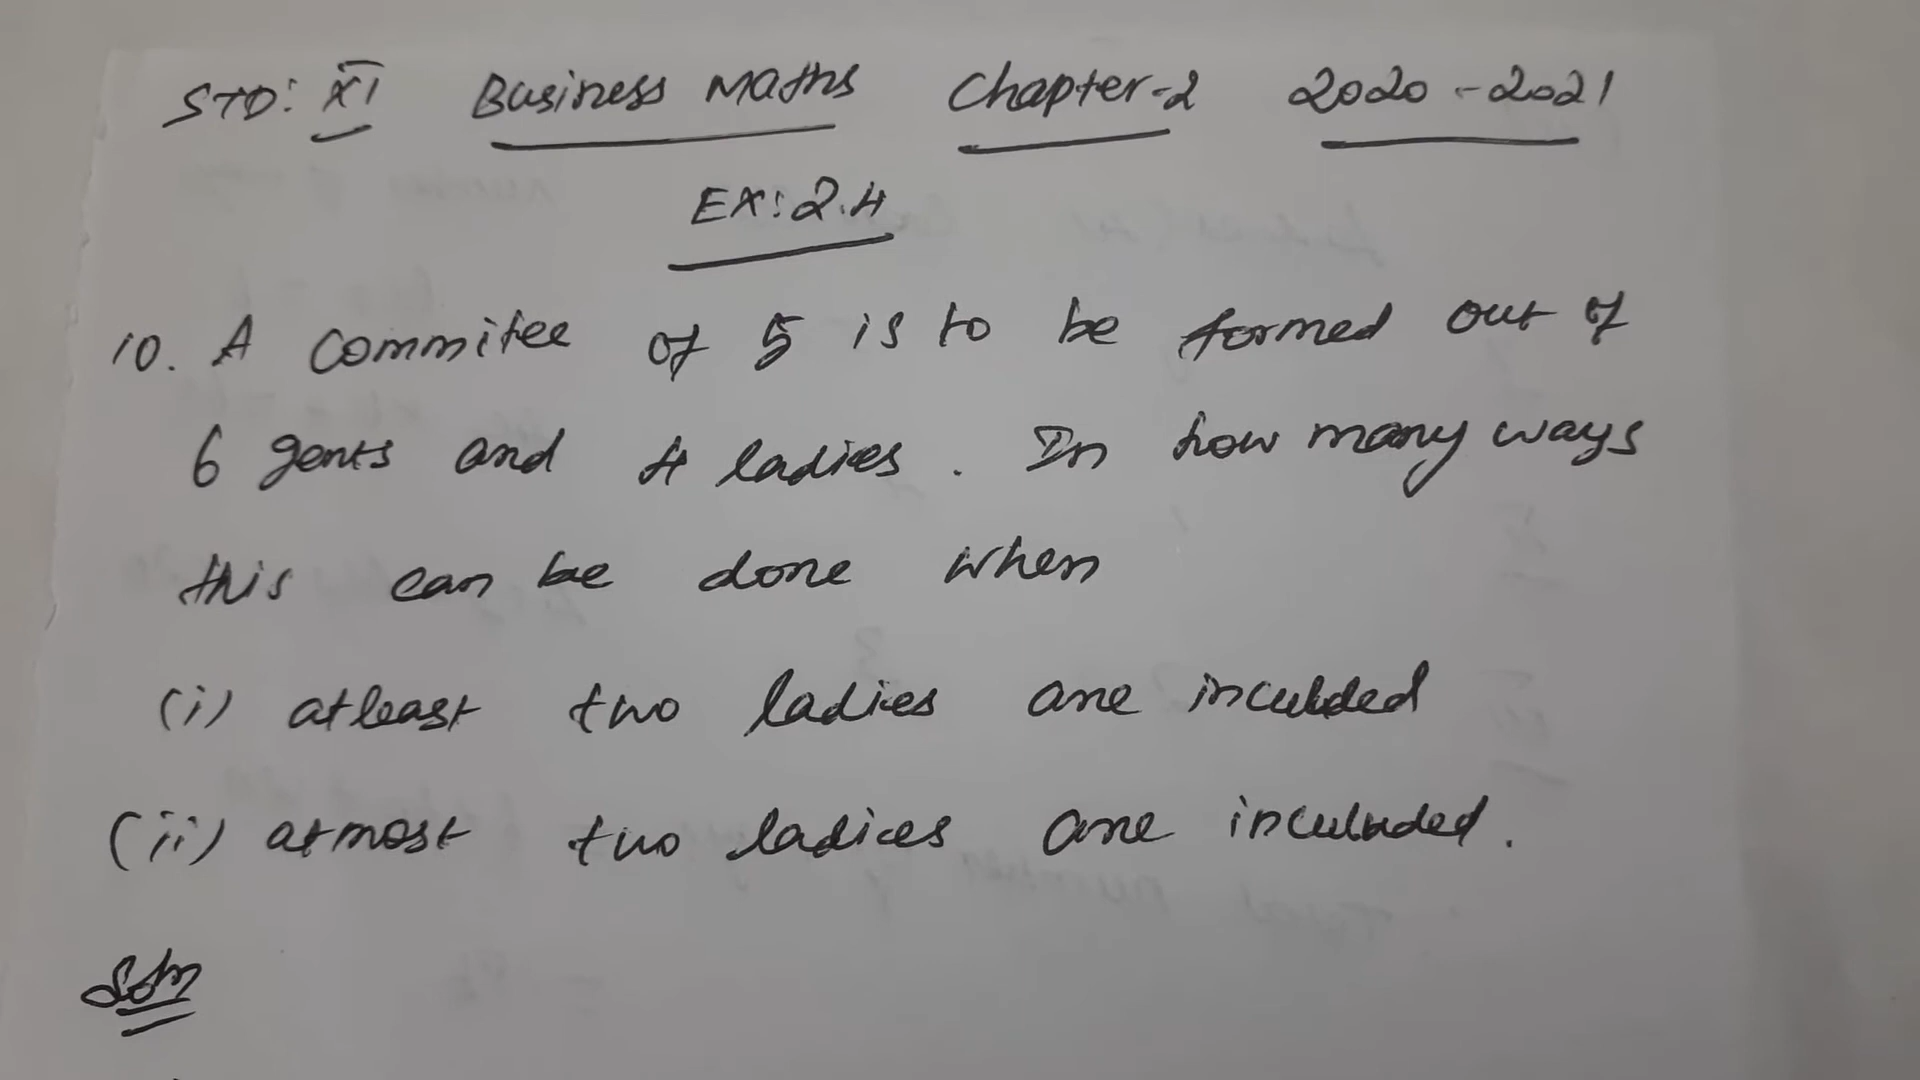 STD: XI Business Maths Chapter-2 2020-2021
EX: 2.4
10. A Commitee of 5 is to be formed out of
6 gents and 4 ladies. In how many ways
this can be done when
(i) atleast two ladies are inculded
(ii) atmost two ladies are inculuded.
Soln